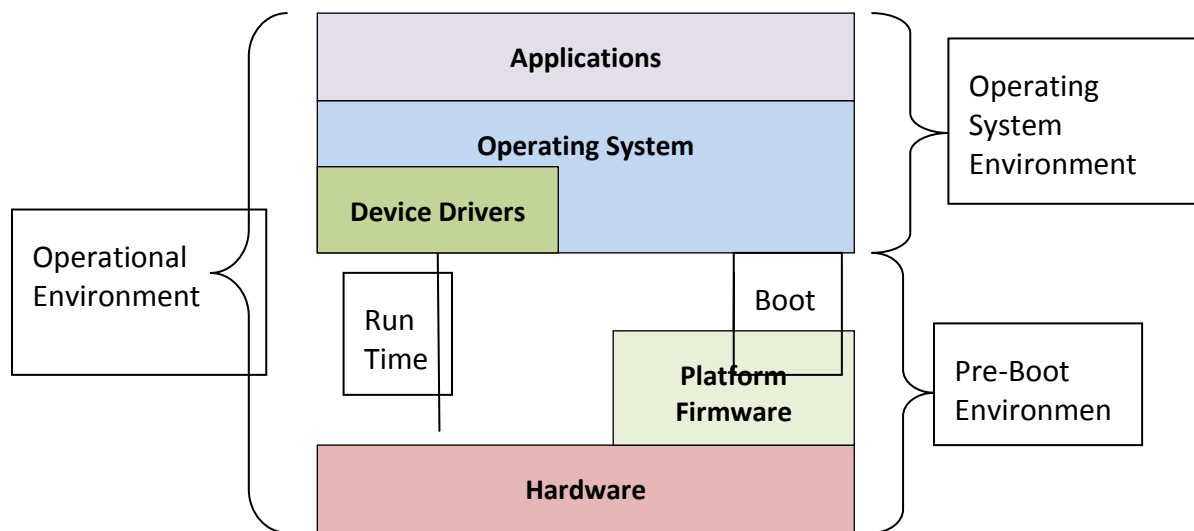 Applications
Operating
System
Environment
Operating System
Device Drivers
Operational
Environment
Run
Time
Boot
Platform
Firmware
Pre-Boot
Environmen
Hardware